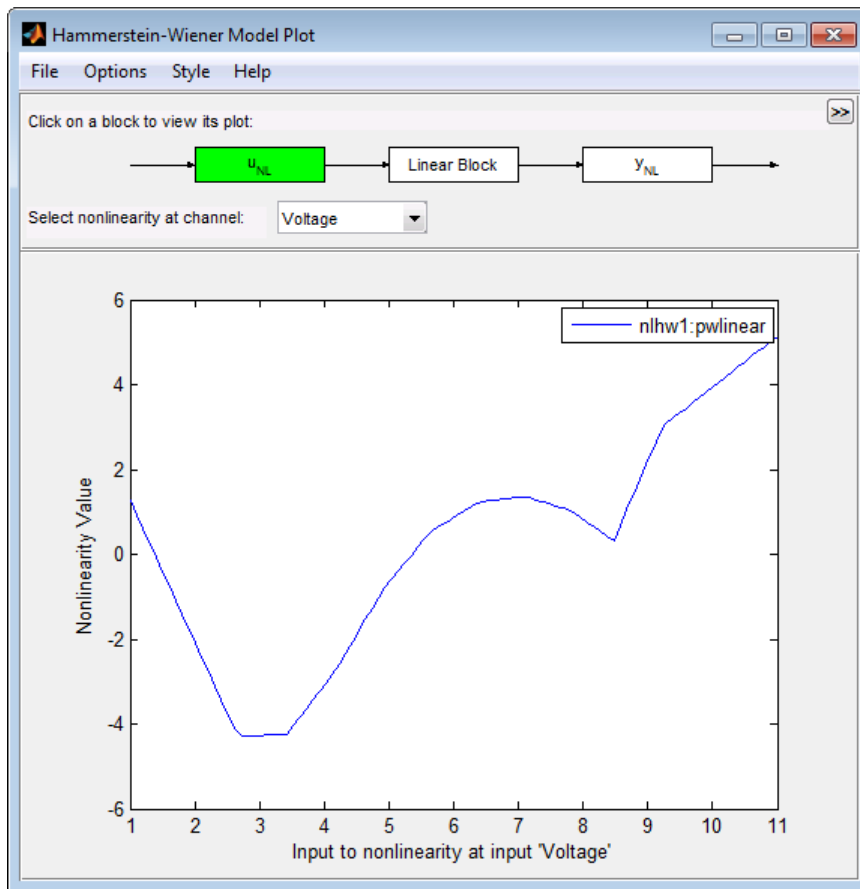 Hammerstein-Wiener Model Plot
File Options Style Help
Click on a block to view its plot:
>>
uNL Linear Block yNL
Select nonlinearity at channel: Voltage
nlhw1:pwlinear
6
4
2
0
-2
-4
-6
Nonlinearity Value
1 2 3 4 5 6 7 8 9 10 11
Input to nonlinearity at input 'Voltage'